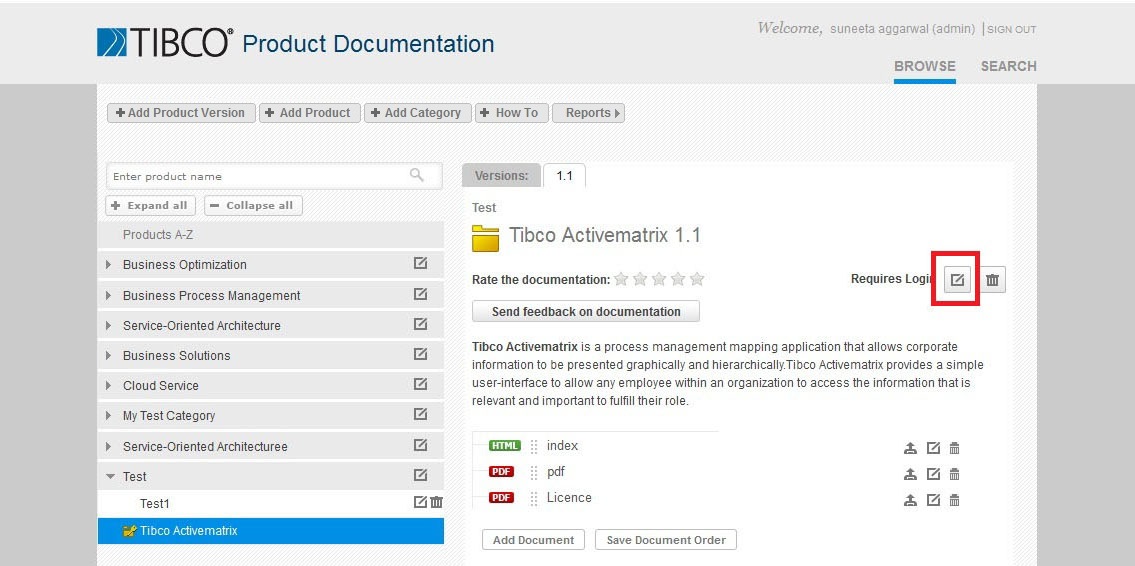 TIBCO® Product Documentation
Welcome, suneeta aggarwal (admin) | SIGN OUT
BROWSE SEARCH
+ Add Product Version + Add Product + Add Category + How To Reports
Enter product name
+ Expand all − Collapse all
Products A-Z
Business Optimization
Business Process Management
Service-Oriented Architecture
Business Solutions
Cloud Service
My Test Category
Service-Oriented Architecturee
Test
Test1
Tibco Activematrix
Versions: 1.1
Test
Tibco Activematrix 1.1
Rate the documentation: Requires Login
Send feedback on documentation
Tibco Activematrix is a process management mapping application that allows corporate
information to be presented graphically and hierarchically.Tibco Activematrix provides a simple
user-interface to allow any employee within an organization to access the information that is
relevant and important to fulfill their role.
HTML index
PDF pdf
PDF Licence
Add Document Save Document Order